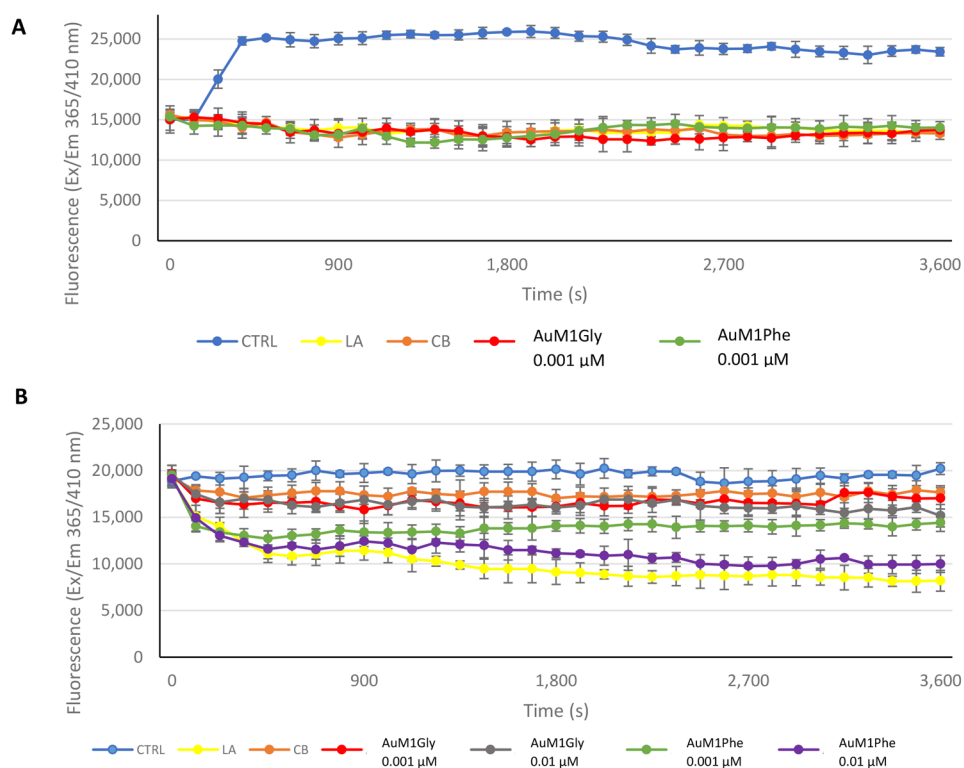 A
Fluorescence (Ex/Em 365/410 nm)
25,000
20,000
15,000
10,000
5,000
0
0 900 1,800 2,700 3,600
Time (s)
CTRL LA CB AuM1Gly AuM1Phe
0.001 µM 0.001 µM
B
Fluorescence (Ex/Em 365/410 nm)
25,000
20,000
15,000
10,000
5,000
0
0 900 1,800 2,700 3,600
Time (s)
CTRL LA CB AuM1Gly AuM1Gly AuM1Phe AuM1Phe
0.001 µM 0.01 µM 0.001 µM 0.01 µM